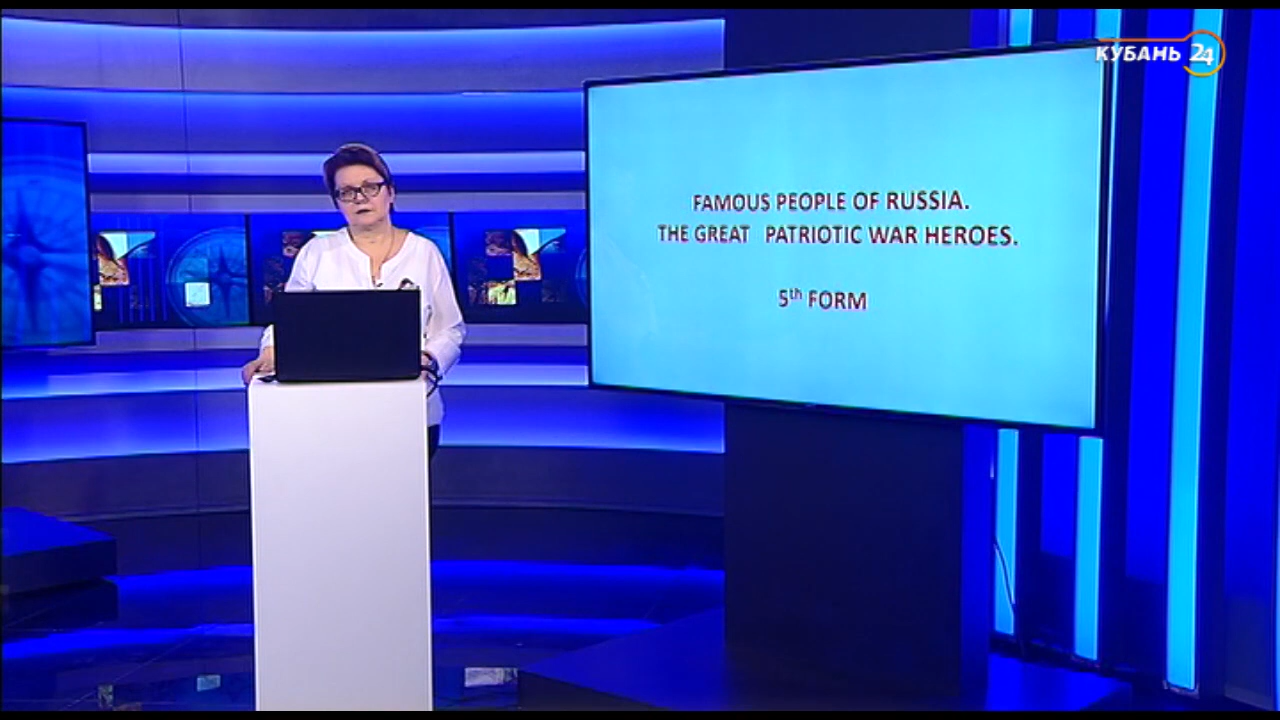 КУБАНЬ 24
FAMOUS PEOPLE OF RUSSIA.
THE GREAT PATRIOTIC WAR HEROES.
5th FORM